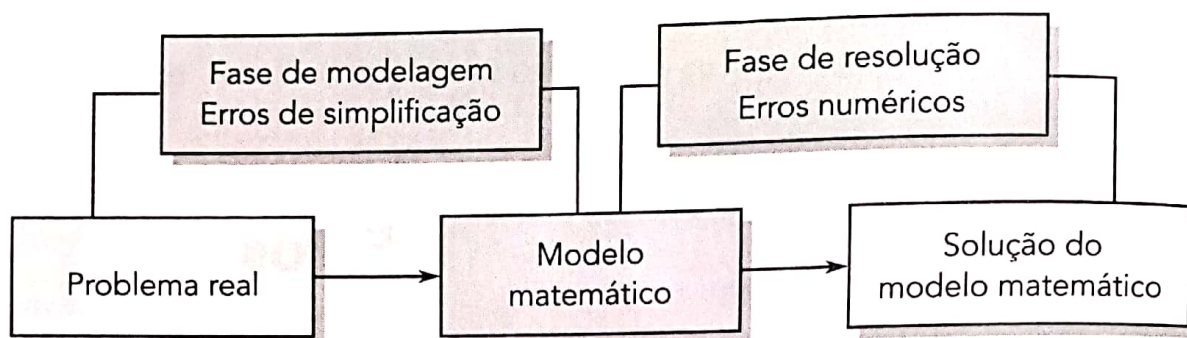 Fase de modelagem
Erros de simplificação
Fase de resolução
Erros numéricos
Problema real
Modelo
matemático
Solução do
modelo matemático